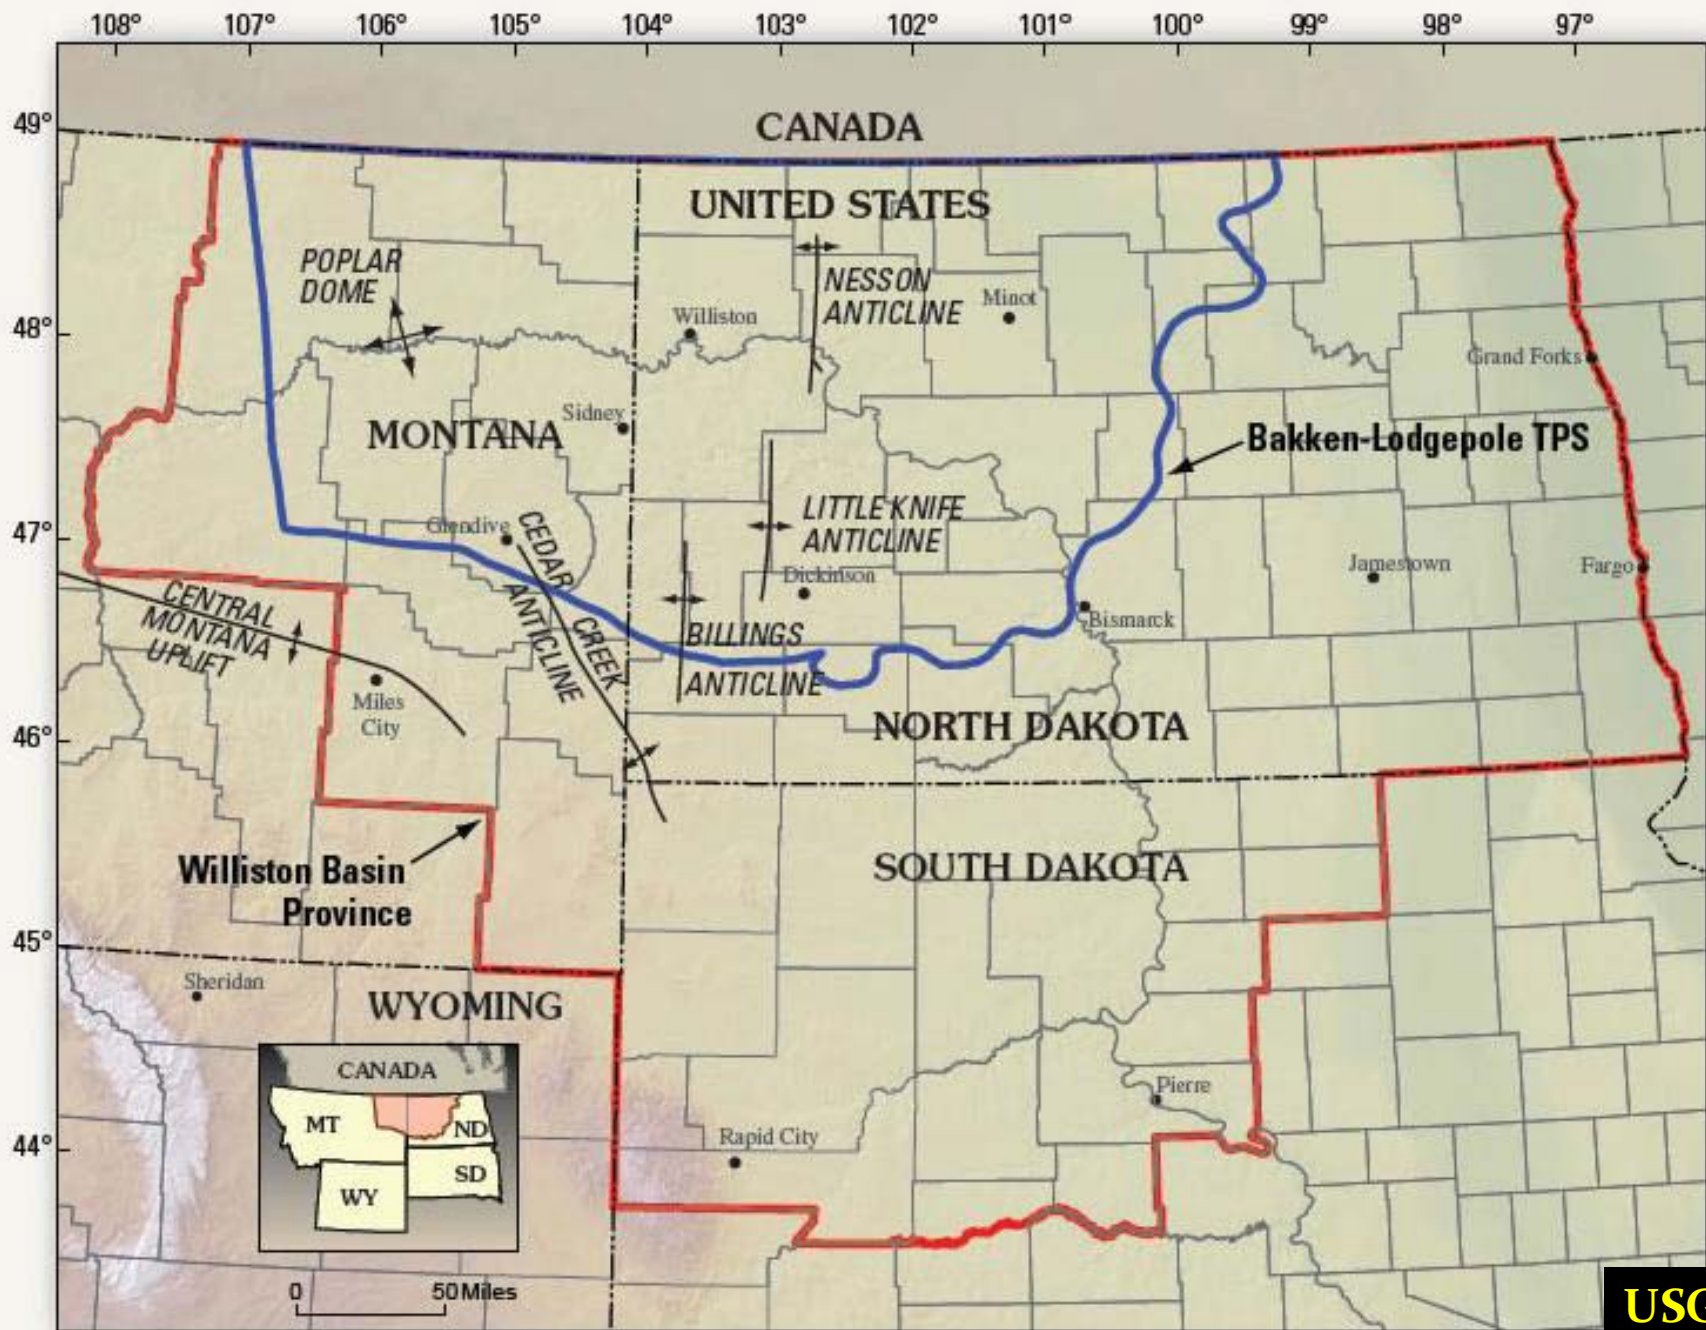 108° 107° 106° 105° 104° 103° 102° 101° 100° 99° 98° 97°
49°
CANADA
UNITED STATES
POPLAR
DOME
NESSON
ANTICLINE
Minot
Williston
48°
Grand Forks
Sidney
MONTANA
Bakken-Lodgepole TPS
LITTLE KNIFE
ANTICLINE
47°
Glendive
CEDAR CREEK
ANTICLINE
Dickinson
Jamestown
Fargo
CENTRAL
MONTANA
UPLIFT
BILLINGS
ANTICLINE
Bismarck
Miles
City
46°
NORTH DAKOTA
Williston Basin
Province
SOUTH DAKOTA
45°
Sheridan
WYOMING
CANADA
MT
ND
SD
WY
Pierre
44°
Rapid City
0 50 Miles